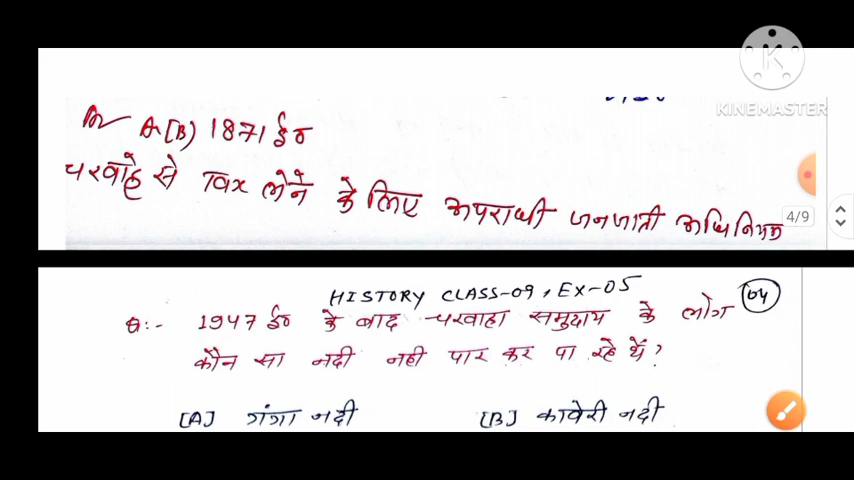 KINEMASTER
Ans A [B] 1871 ई०
चरवाहे से Tax लेने के लिए अपराधी जनजाती अधिनियम
4/9
HISTORY CLASS-09, EX-05
04
Q:- 1947 ई० के बाद चरवाहा समुदाय के लोग
कौन सा नदी नही पार कर पा रहे थें?
[A] गंगा नदी [B] कावेरी नदी